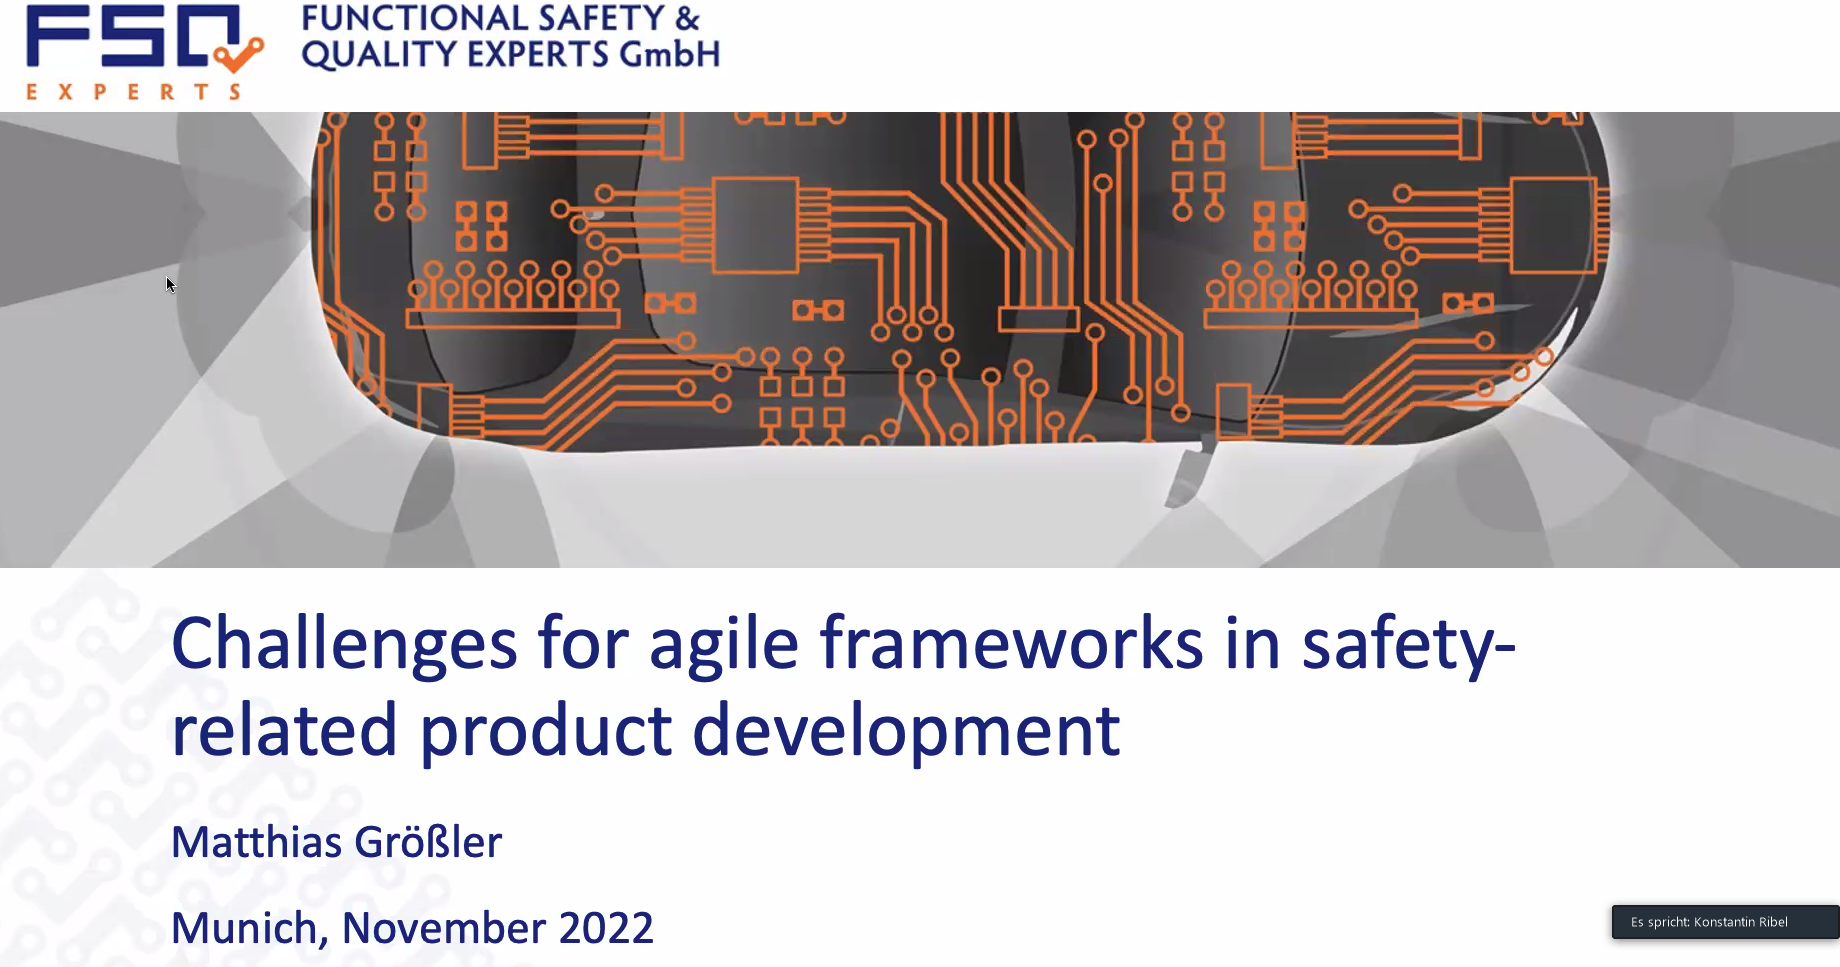 FSQ
EXPERTS
FUNCTIONAL SAFETY &
QUALITY EXPERTS GmbH
Challenges for agile frameworks in safety-
related product development
Matthias Größler
Munich, November 2022
Es spricht: Konstantin Ribel